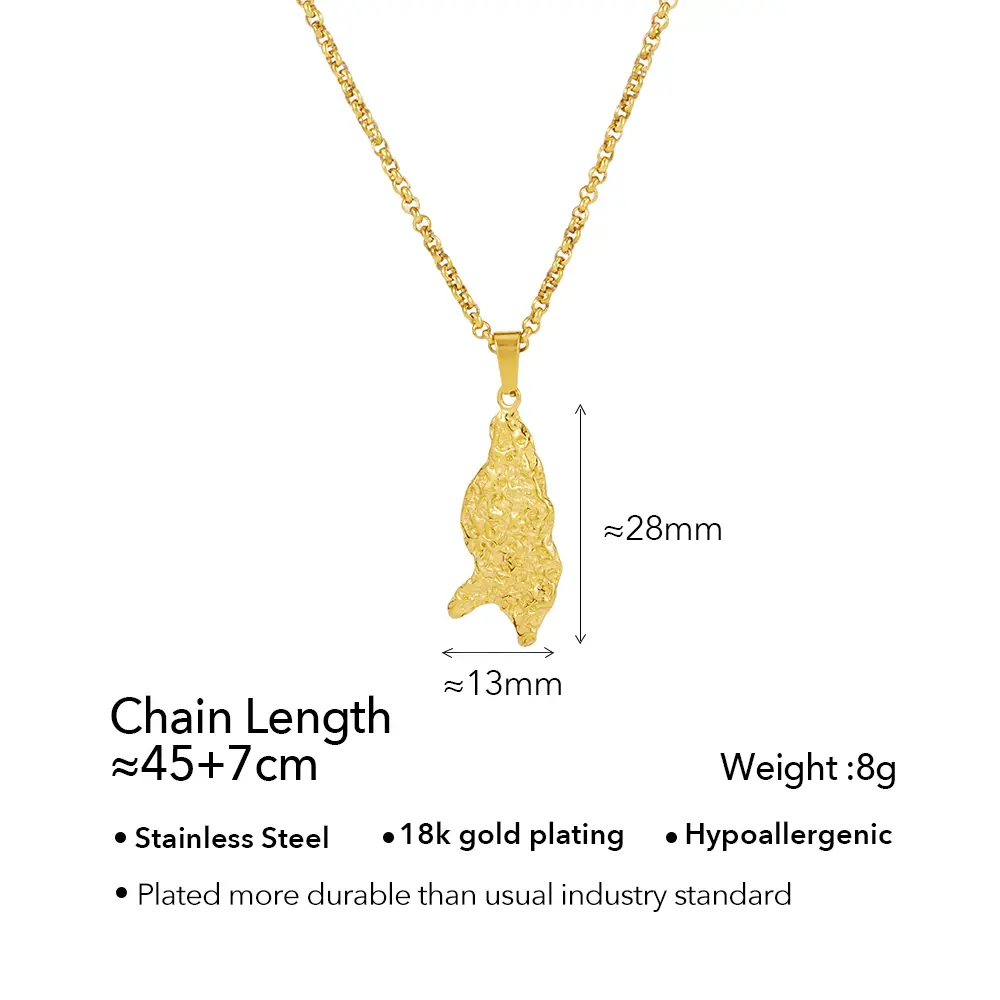 ≈28mm
≈13mm
Chain Length
≈45+7cm
Weight :8g
• Stainless Steel
• 18k gold plating
• Hypoallergenic
• Plated more durable than usual industry standard